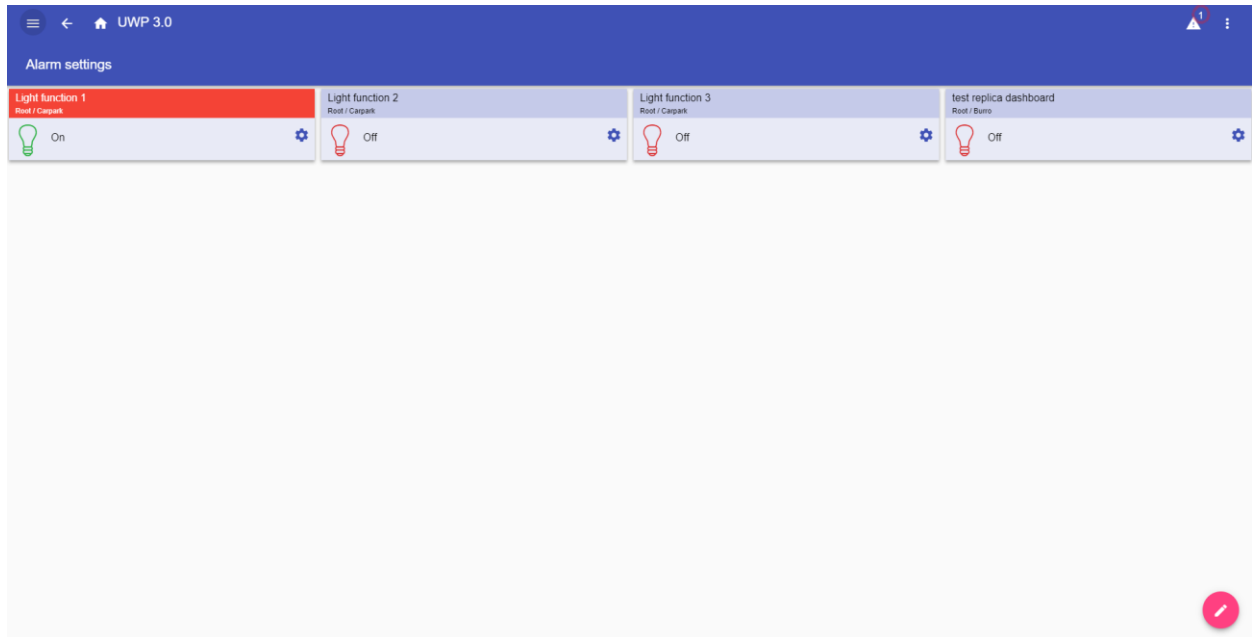 UWP 3.0
1
Alarm settings
Light function 1
Root / Carpark
On
Light function 2
Root / Carpark
Off
Light function 3
Root / Carpark
Off
test replica dashboard
Root / Burro
Off